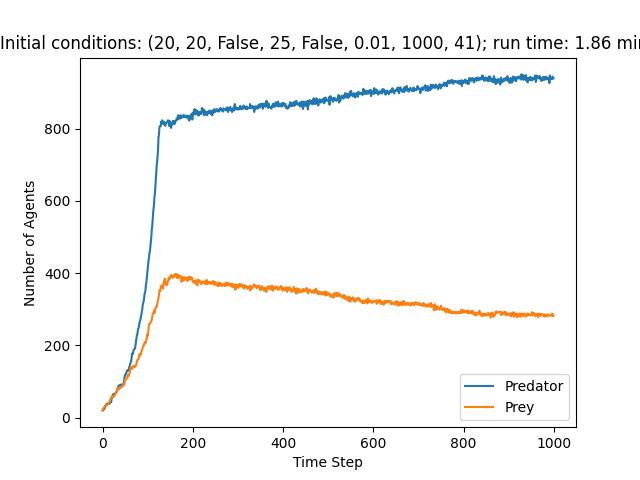 Initial conditions: (20, 20, False, 25, False, 0.01, 1000, 41); run time: 1.86 min
Number of Agents
800
600
400
200
0
Predator
Prey
0 200 400 600 800 1000
Time Step